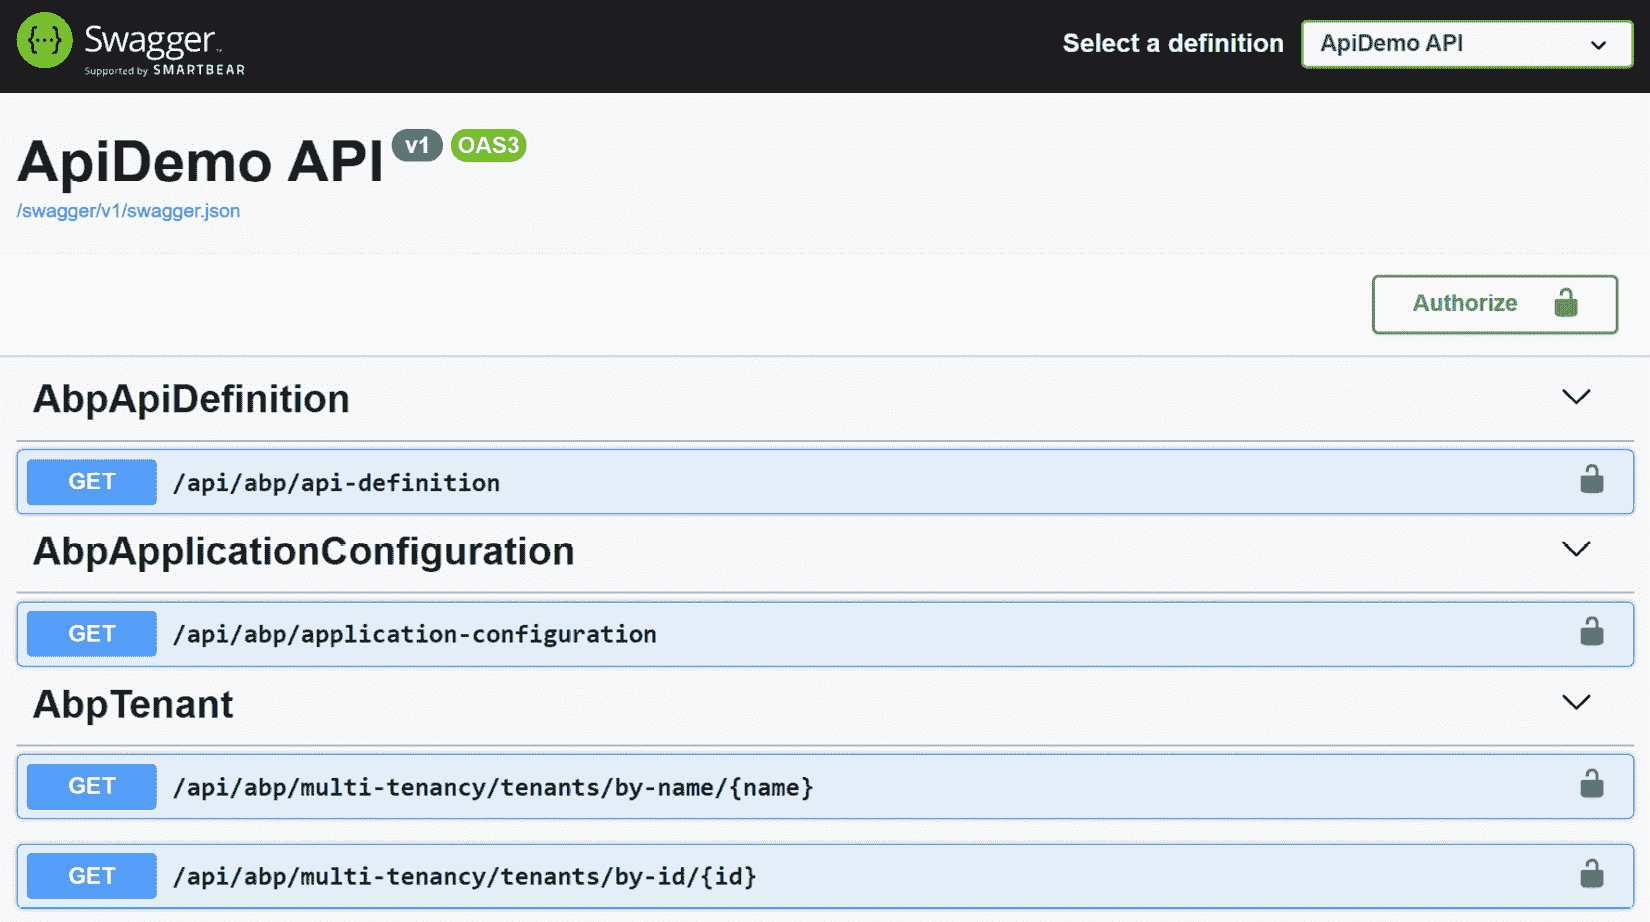 {...} Swagger™
Supported by SMARTBEAR
Select a definition
ApiDemo API
ApiDemo API v1 OAS3
/swagger/v1/swagger.json
Authorize
AbpApiDefinition
GET /api/abp/api-definition
AbpApplicationConfiguration
GET /api/abp/application-configuration
AbpTenant
GET /api/abp/multi-tenancy/tenants/by-name/{name}
GET /api/abp/multi-tenancy/tenants/by-id/{id}